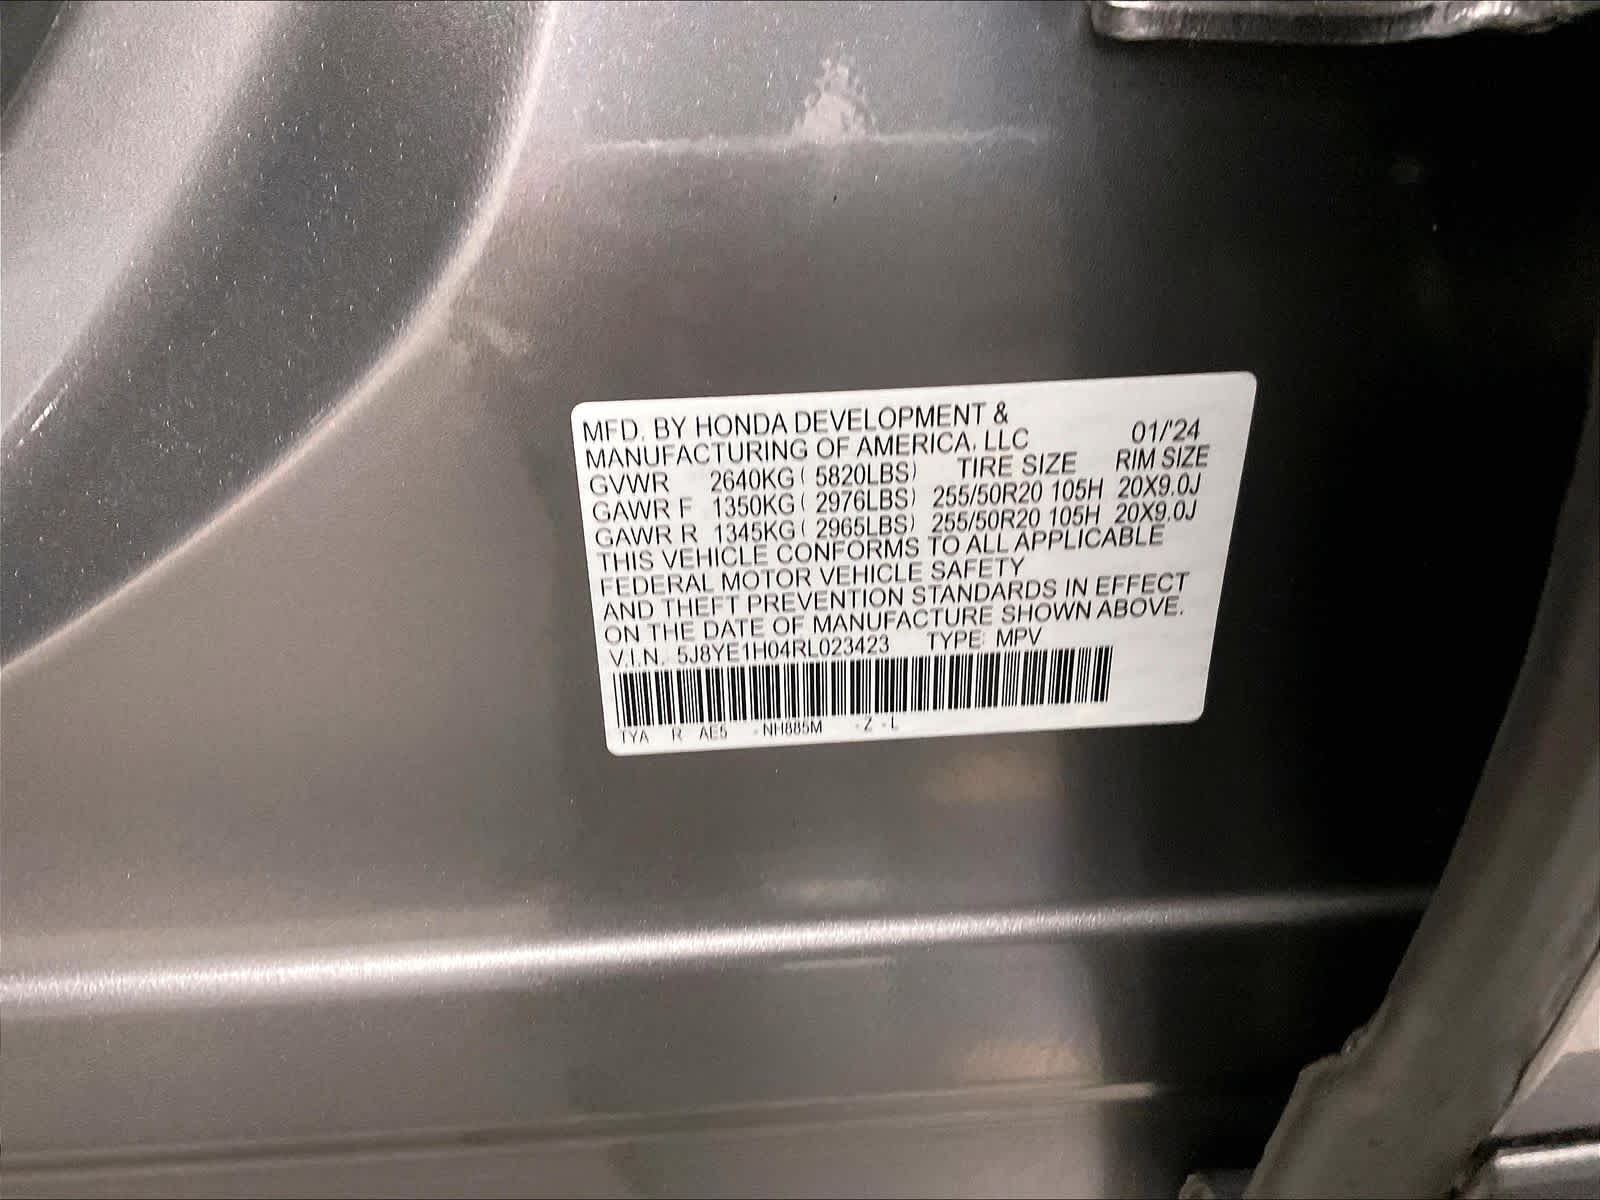 MFD. BY HONDA DEVELOPMENT &
MANUFACTURING OF AMERICA, LLC 01/'24
GVWR 2640KG ( 5820LBS) TIRE SIZE RIM SIZE
GAWR F 1350KG ( 2976LBS) 255/50R20 105H 20X9.0J
GAWR R 1345KG ( 2965LBS) 255/50R20 105H 20X9.0J
THIS VEHICLE CONFORMS TO ALL APPLICABLE
FEDERAL MOTOR VEHICLE SAFETY
AND THEFT PREVENTION STANDARDS IN EFFECT
ON THE DATE OF MANUFACTURE SHOWN ABOVE.
V.I.N. 5J8YE1H04RL023423 TYPE: MPV
TYA R AE5 -NH885M -Z -L